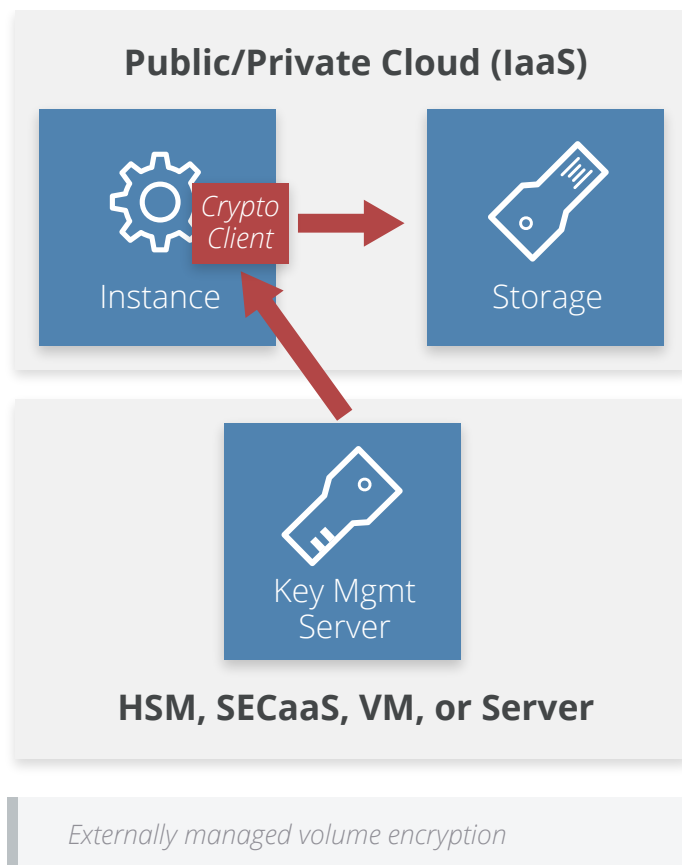 Public/Private Cloud (IaaS)
Crypto
Client
Instance
Storage
Key Mgmt
Server
HSM, SECaaS, VM, or Server
Externally managed volume encryption